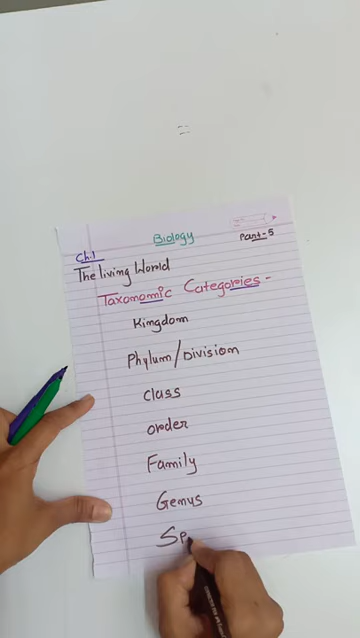 Biology
Part-5
Ch.1
The living World
Taxonomic Categories -
Kingdom
Phylum/Division
class
order
Family
Genus
Sp